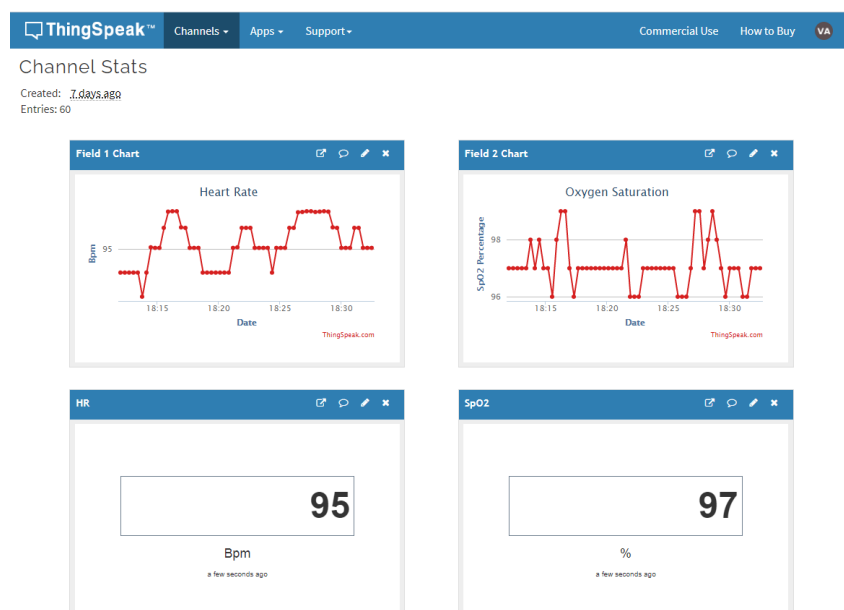 ThingSpeak™ Channels Apps Support Commercial Use How to Buy VA
Channel Stats
Created: 7 days ago
Entries: 60
Field 1 Chart
Heart Rate
Bpm
95
18:15 18:20 18:25 18:30
Date
ThingSpeak.com
Field 2 Chart
Oxygen Saturation
SpO2 Percentage
98
96
18:15 18:20 18:25 18:30
Date
ThingSpeak.com
HR
95
Bpm
a few seconds ago
SpO2
97
%
a few seconds ago